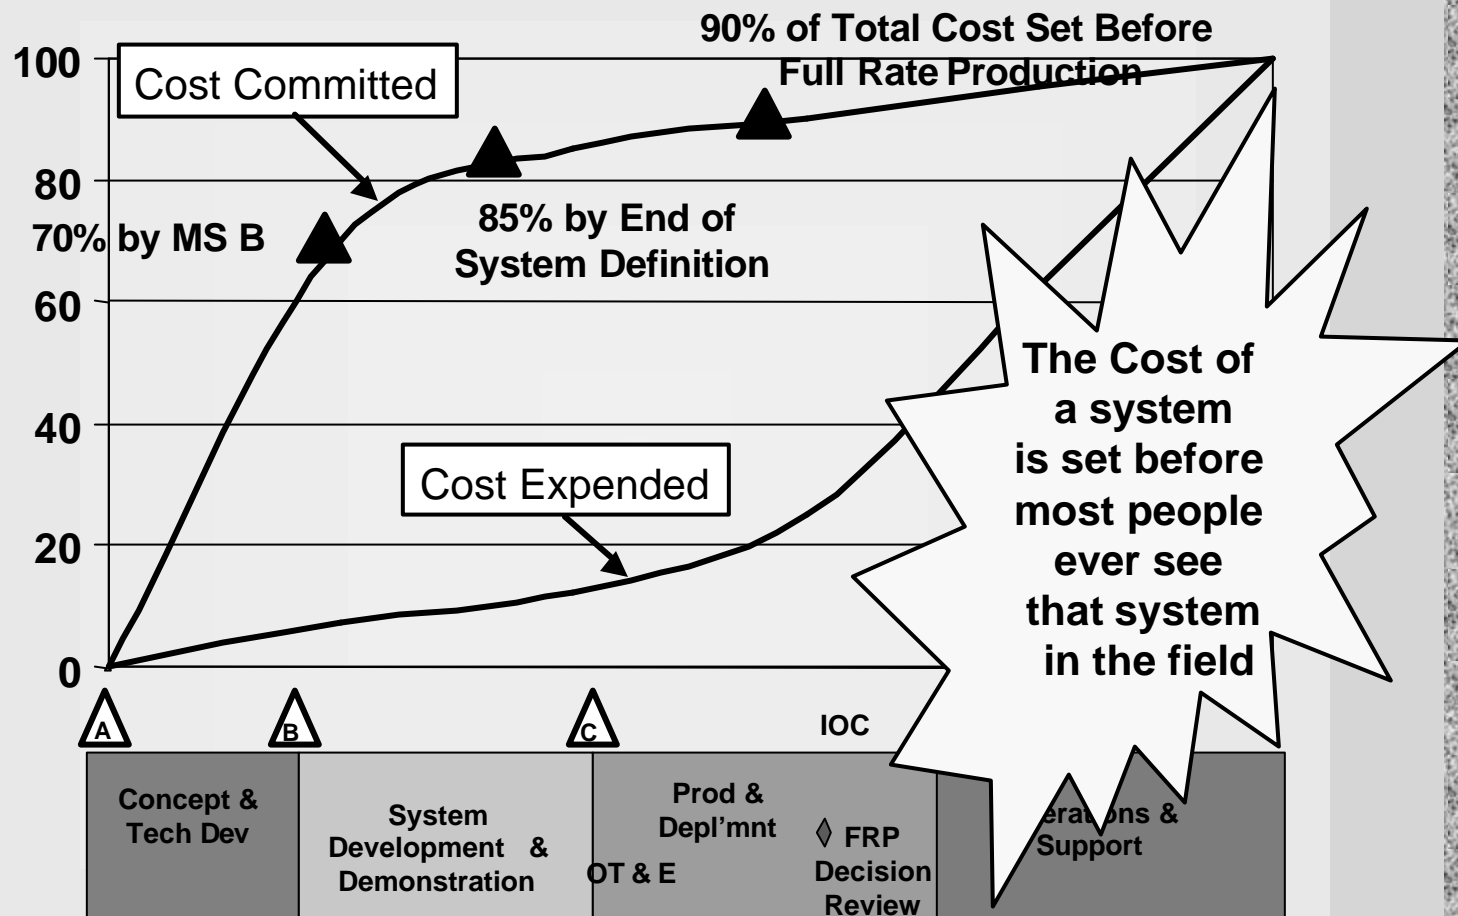 90% of Total Cost Set Before
Full Rate Production
100
Cost Committed
80
70% by MS B
85% by End of
System Definition
60
The Cost of
a system
is set before
most people
ever see
that system
in the field
40
Cost Expended
20
0
A
B
C
IOC
Concept &
Tech Dev
System
Development &
Demonstration
Prod &
Depl'mnt
OT & E
FRP
Decision
Review
&
Support